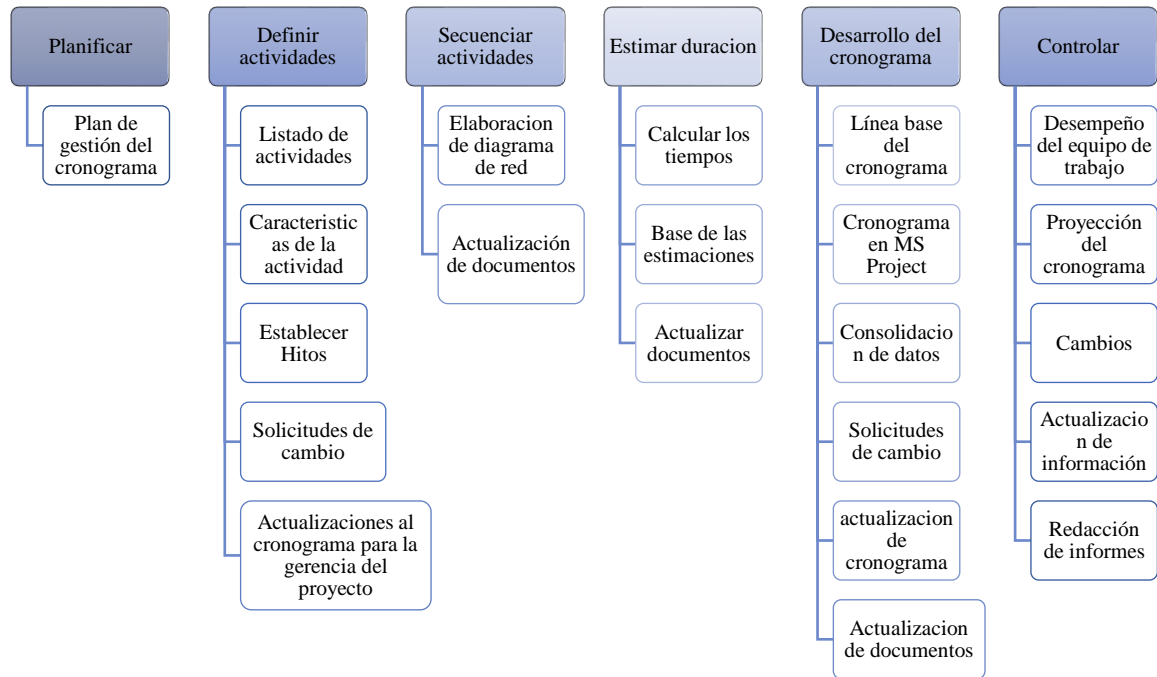 Planificar
Plan de
gestión del
cronograma
Definir
actividades
Listado de
actividades
Caracteristic
as de la
actividad
Establecer
Hitos
Solicitudes de
cambio
Actualizaciones al
cronograma para la
gerencia del
proyecto
Secuenciar
actividades
Elaboracion
de diagrama
de red
Actualización
de documentos
Estimar duracion
Calcular los
tiempos
Base de las
estimaciones
Actualizar
documentos
Desarrollo del
cronograma
Línea base
del
cronograma
Cronograma
en MS
Project
Consolidacio
n de datos
Solicitudes
de cambio
actualizacion
de
cronograma
Actualizacion
de documentos
Controlar
Desempeño
del equipo de
trabajo
Proyección
del
cronograma
Cambios
Actualizacio
n de
información
Redacción
de informes